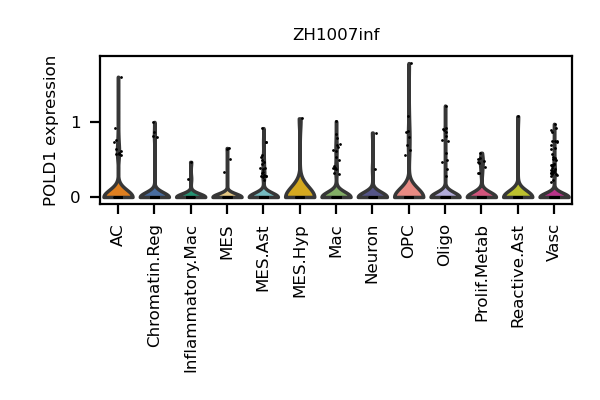 ZH1007inf
POLD1 expression
1
0
AC
Chromatin.Reg
Inflammatory.Mac
MES
MES.Ast
MES.Hyp
Mac
Neuron
OPC
Oligo
Prolif.Metab
Reactive.Ast
Vasc